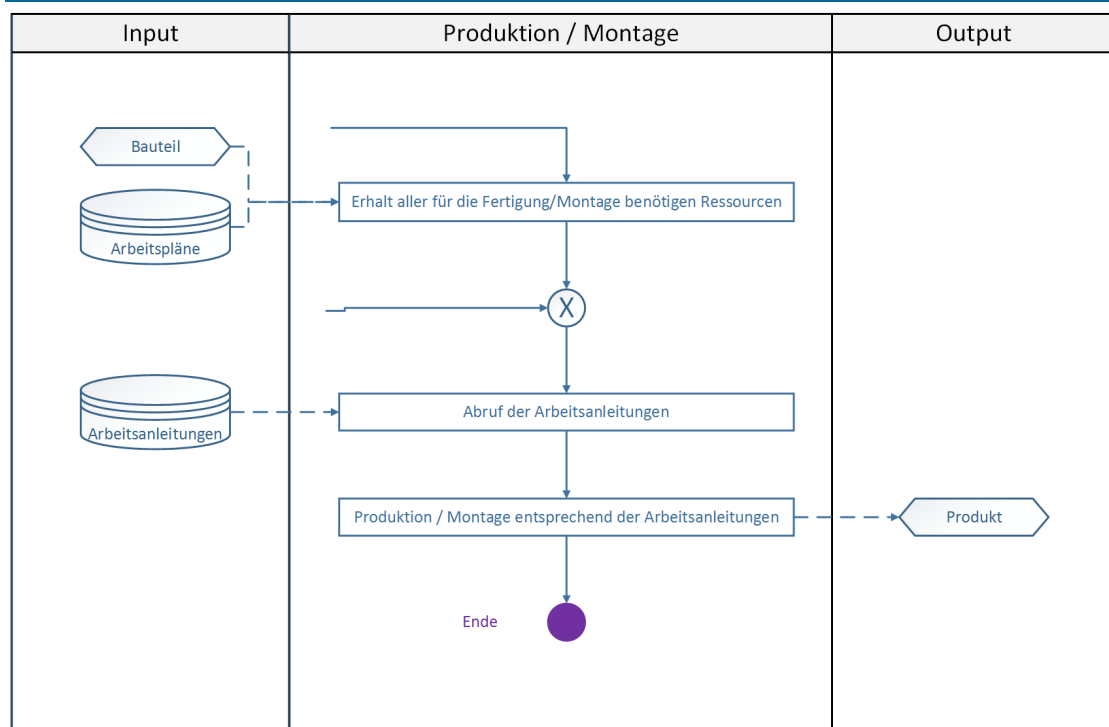 Input
Produktion / Montage
Output
Bauteil
Arbeitspläne
Erhalt aller für die Fertigung/Montage benötigen Ressourcen
X
Arbeitsanleitungen
Abruf der Arbeitsanleitungen
Produktion / Montage entsprechend der Arbeitsanleitungen
Produkt
Ende